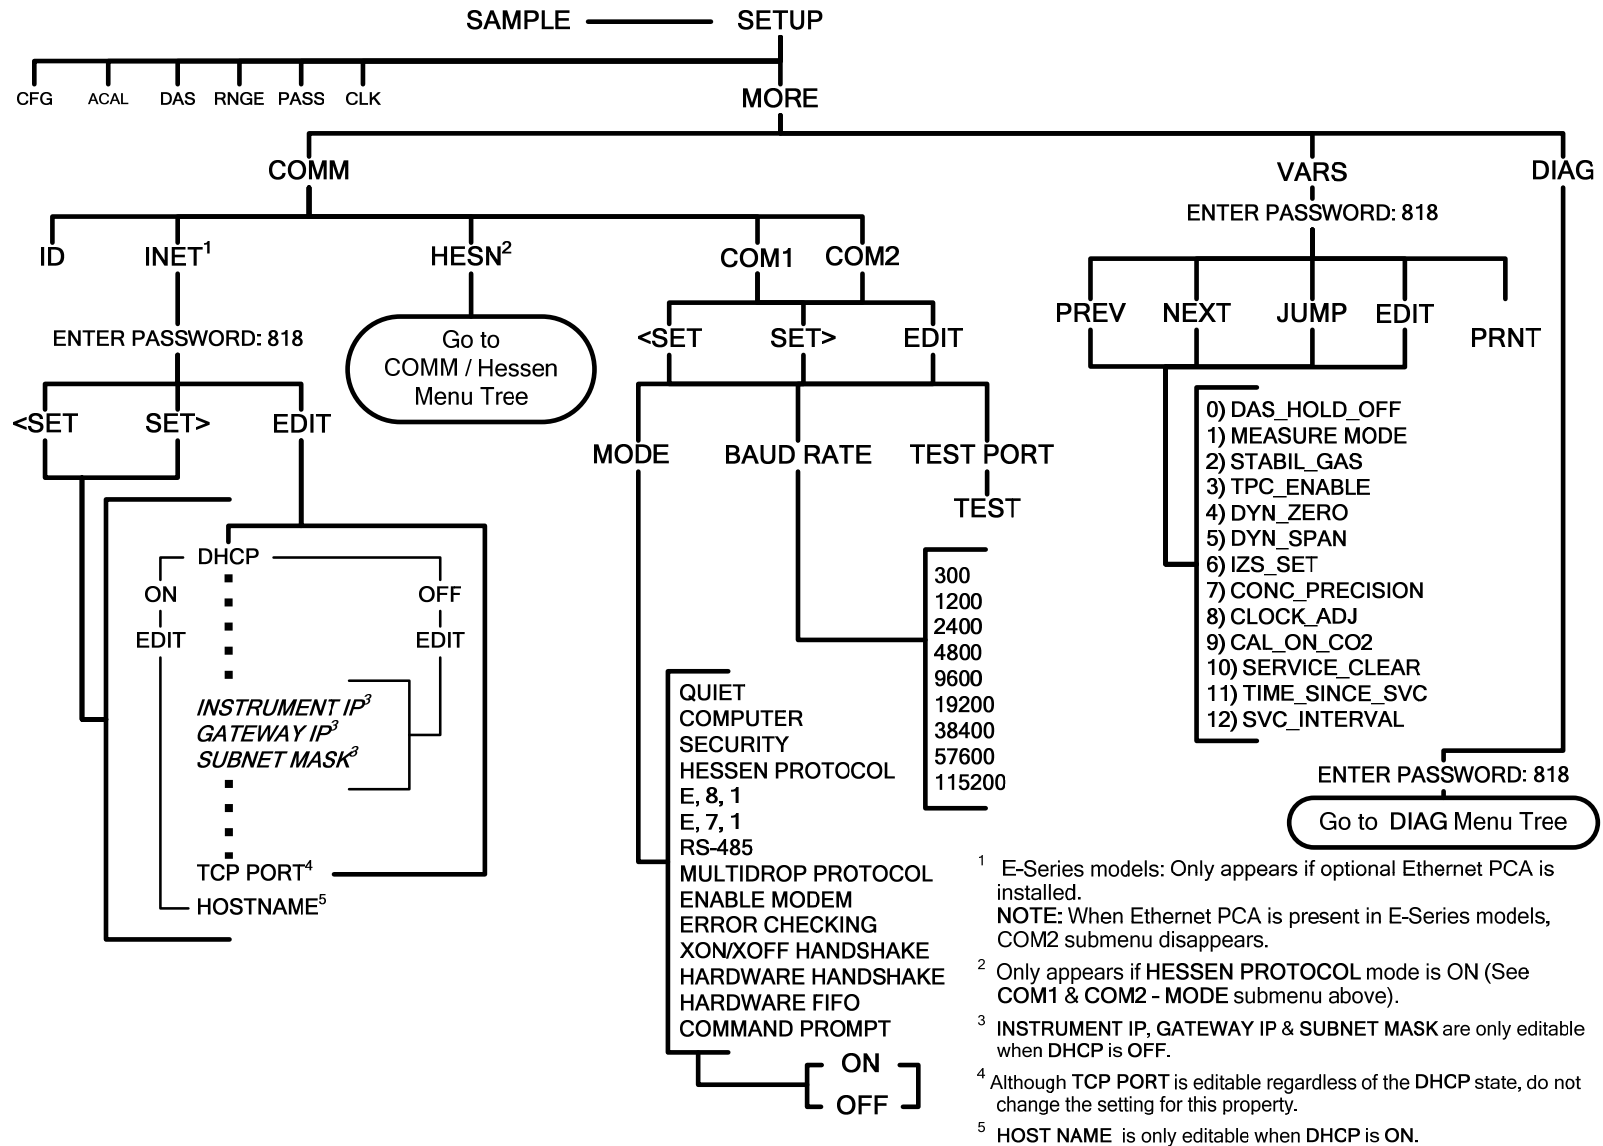 SAMPLE SETUP
CFG ACAL DAS RNGE PASS CLK
MORE
COMM VARS DIAG
ENTER PASSWORD: 818
ID INET1 HESN2 COM1 COM2
PREV NEXT JUMP EDIT PRNT
ENTER PASSWORD: 818
Go to
COMM / Hessen
Menu Tree
<SET SET> EDIT
<SET SET> EDIT
MODE BAUD RATE TEST PORT
TEST
0) DAS_HOLD_OFF
1) MEASURE MODE
2) STABIL_GAS
3) TPC_ENABLE
4) DYN_ZERO
5) DYN_SPAN
6) IZS_SET
7) CONC_PRECISION
8) CLOCK_ADJ
9) CAL_ON_CO2
10) SERVICE_CLEAR
11) TIME_SINCE_SVC
12) SVC_INTERVAL
DHCP
ON OFF
EDIT EDIT
INSTRUMENT IP3
GATEWAY IP3
SUBNET MASK3
TCP PORT4
HOSTNAME5
300
1200
2400
4800
9600
19200
38400
57600
115200
QUIET
COMPUTER
SECURITY
HESSEN PROTOCOL
E, 8, 1
E, 7, 1
RS-485
MULTIDROP PROTOCOL
ENABLE MODEM
ERROR CHECKING
XON/XOFF HANDSHAKE
HARDWARE HANDSHAKE
HARDWARE FIFO
COMMAND PROMPT
ON
OFF
ENTER PASSWORD: 818
Go to DIAG Menu Tree
1 E-Series models: Only appears if optional Ethernet PCA is
installed.
NOTE: When Ethernet PCA is present in E-Series models,
COM2 submenu disappears.
2 Only appears if HESSEN PROTOCOL mode is ON (See
COM1 & COM2 - MODE submenu above).
3 INSTRUMENT IP, GATEWAY IP & SUBNET MASK are only editable
when DHCP is OFF.
4 Although TCP PORT is editable regardless of the DHCP state, do not
change the setting for this property.
5 HOST NAME is only editable when DHCP is ON.